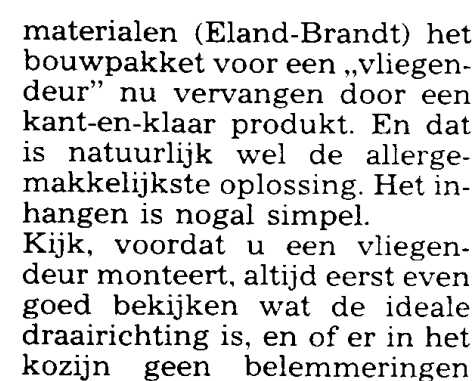 materialen (Eland-Brandt) het
bouwpakket voor een „vliegen-
deur” nu vervangen door een
kant-en-klaar produkt. En dat
is natuurlijk wel de allerge-
makkelijkste oplossing. Het in-
hangen is nogal simpel.
Kijk, voordat u een vliegen-
deur monteert, altijd eerst even
goed bekijken wat de ideale
draairichting is, en of er in het
kozijn geen belemmeringen